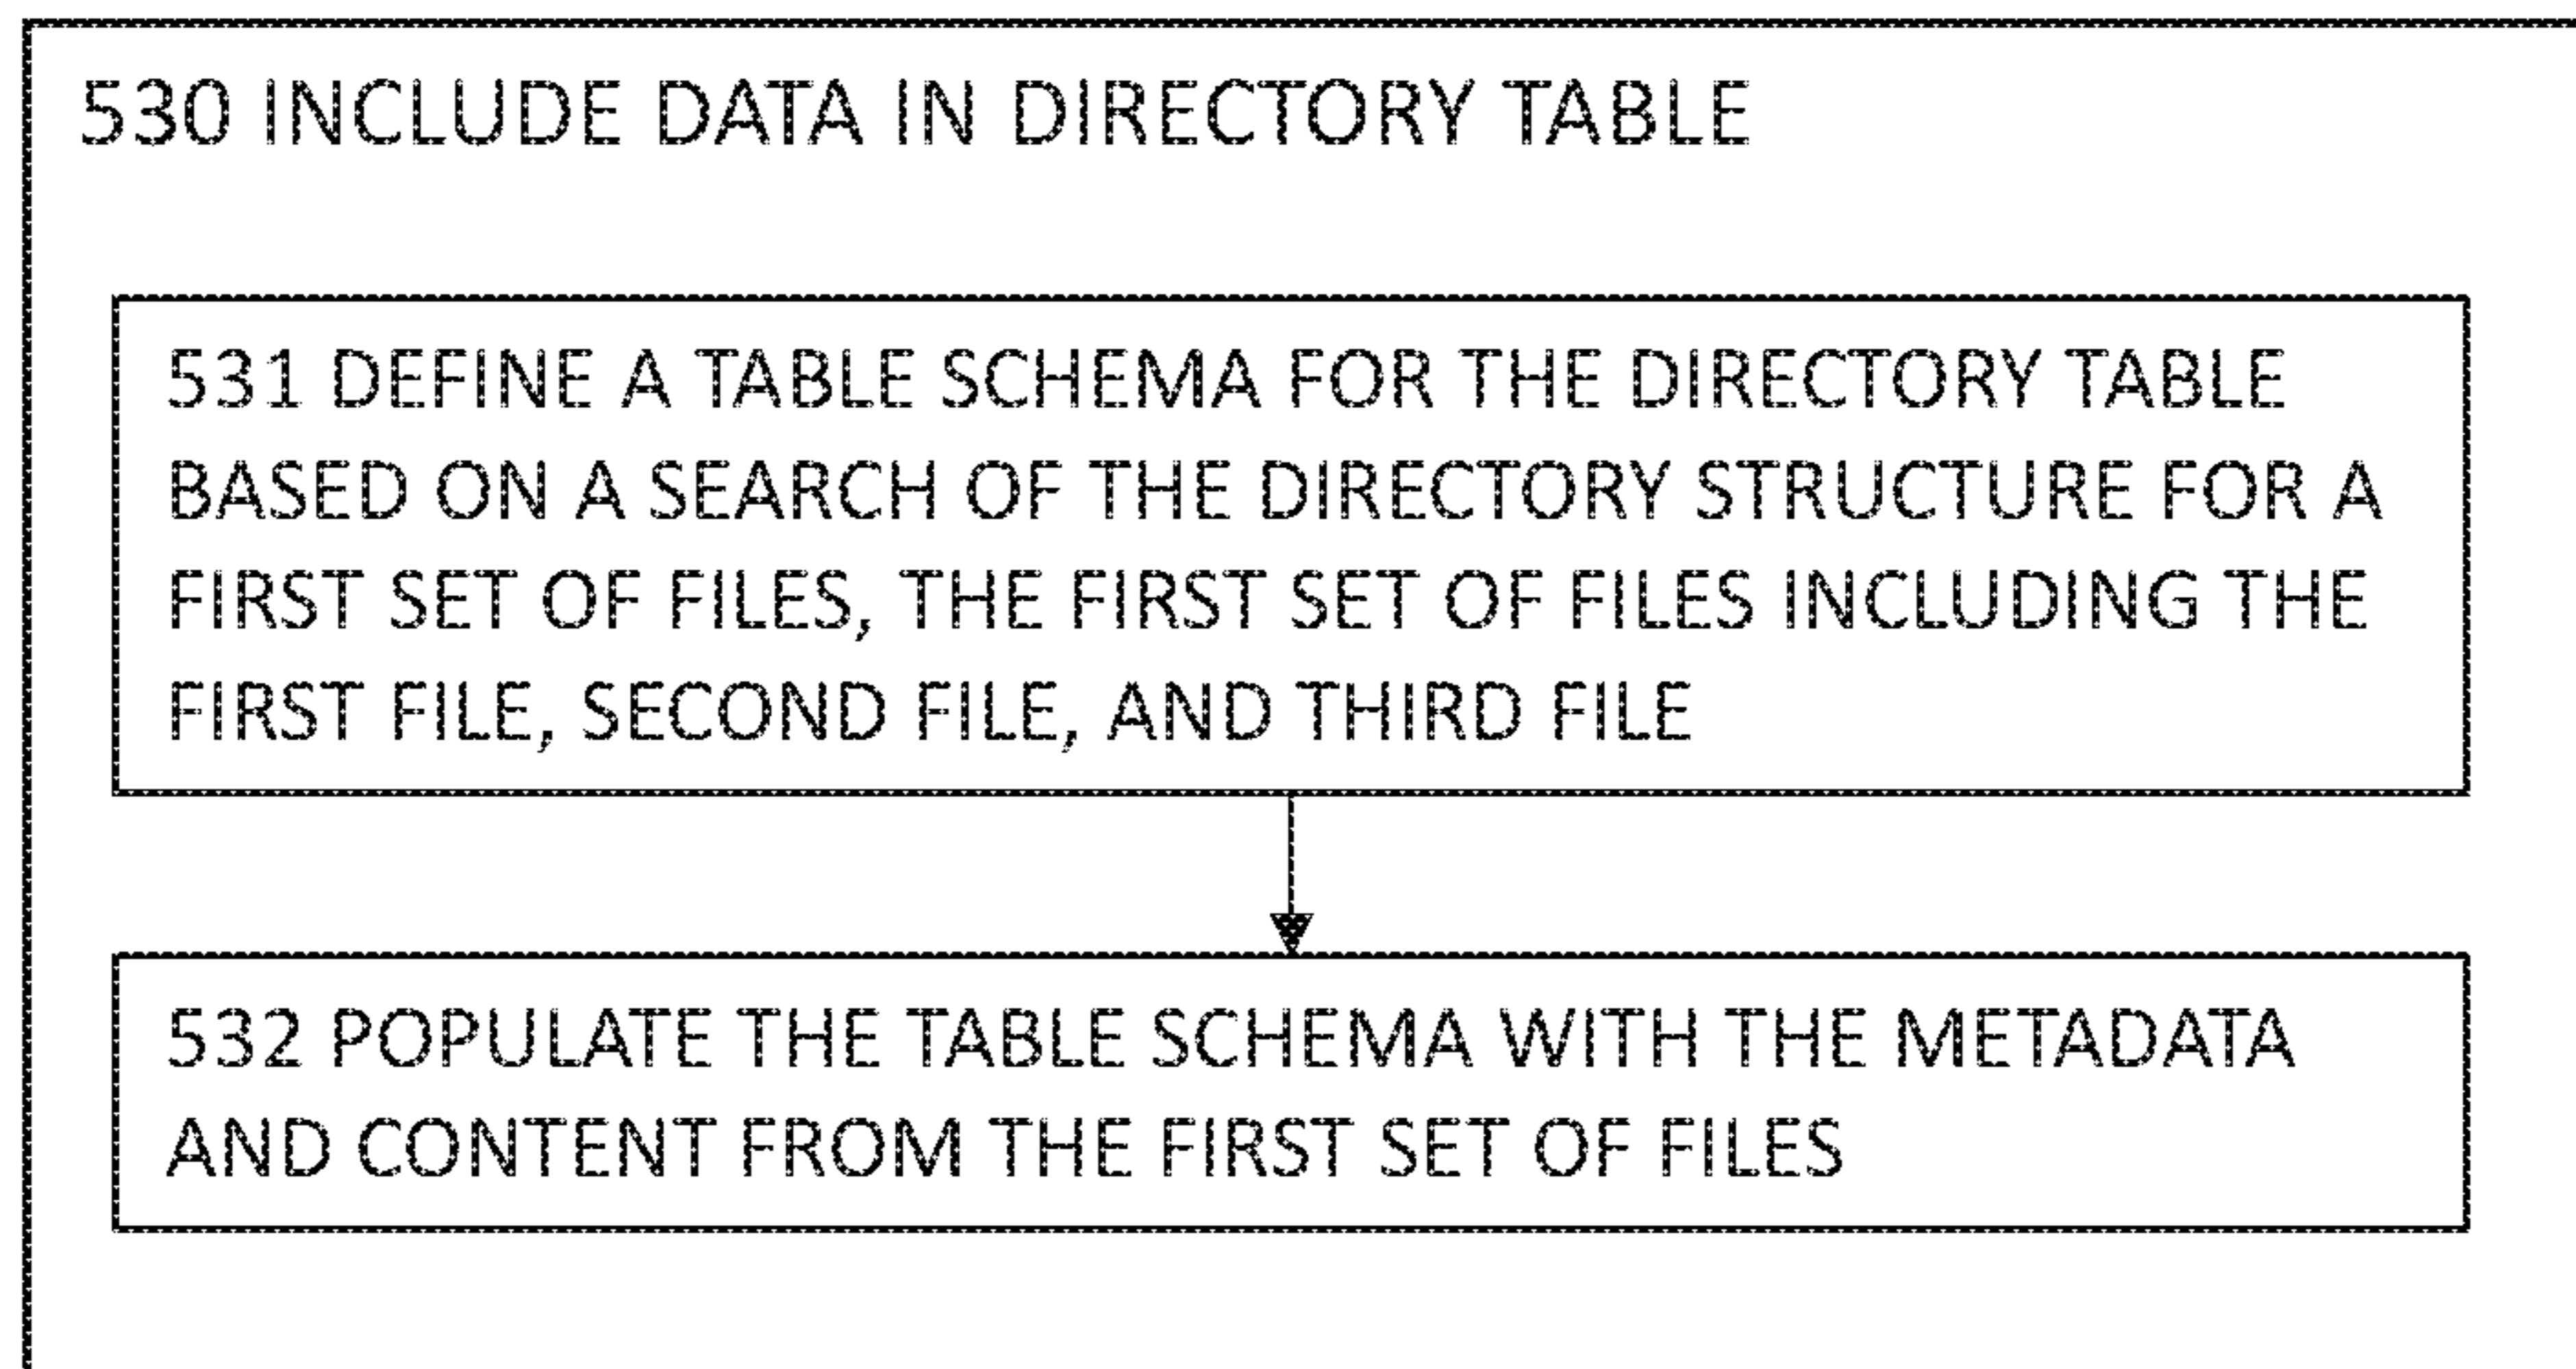 530 INCLUDE DATA IN DIRECTORY TABLE
531 DEFINE A TABLE SCHEMA FOR THE DIRECTORY TABLE
BASED ON A SEARCH OF THE DIRECTORY STRUCTURE FOR A
FIRST SET OF FILES, THE FIRST SET OF FILES INCLUDING THE
FIRST FILE, SECOND FILE, AND THIRD FILE
532 POPULATE THE TABLE SCHEMA WITH THE METADATA
AND CONTENT FROM THE FIRST SET OF FILES